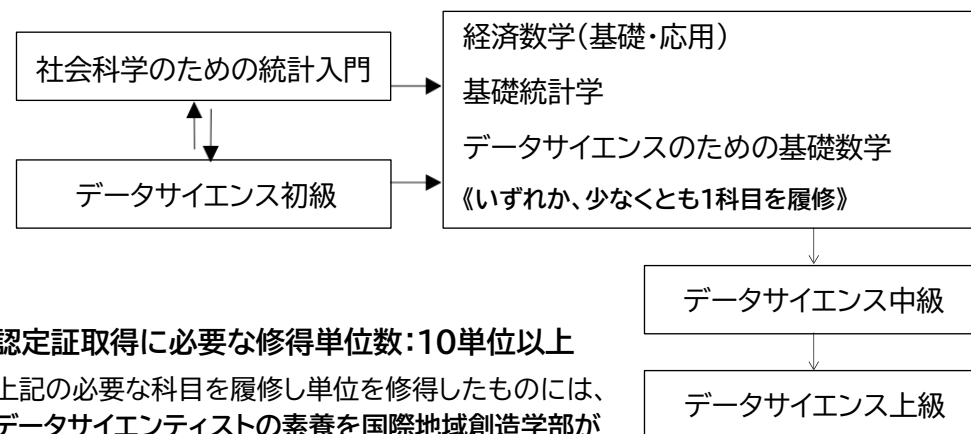 社会科学のための統計入門
データサイエンス初級
経済数学(基礎・応用)
基礎統計学
データサイエンスのための基礎数学
《いずれか、少なくとも1科目を履修》
データサイエンス中級
データサイエンス上級
認定証取得に必要な修得単位数:10単位以上
上記の必要な科目を履修し単位を修得したものには、
データサイエンティストの素養を国際地域創造学部が